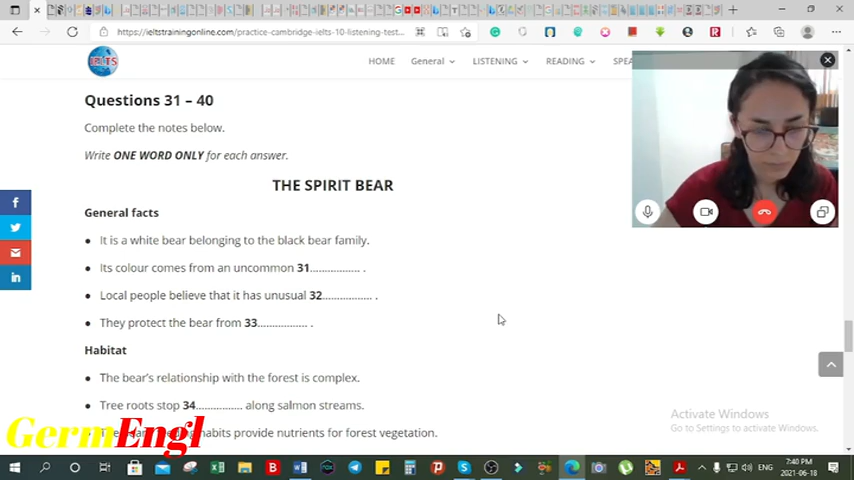 https://ieltstrainingonline.com/practice-cambridge-ielts-10-listening-test...
IELTS
HOME General LISTENING READING SPEA
Questions 31 – 40
Complete the notes below.
Write ONE WORD ONLY for each answer.
THE SPIRIT BEAR
General facts
● It is a white bear belonging to the black bear family.
● Its colour comes from an uncommon 31................. .
● Local people believe that it has unusual 32................. .
● They protect the bear from 33................. .
Habitat
● The bear's relationship with the forest is complex.
● Tree roots stop 34................ along salmon streams.
habits provide nutrients for forest vegetation.
GermEngl
Activate Windows
Go to Settings to activate Windows.
ENG
7:40 PM
2021-06-18